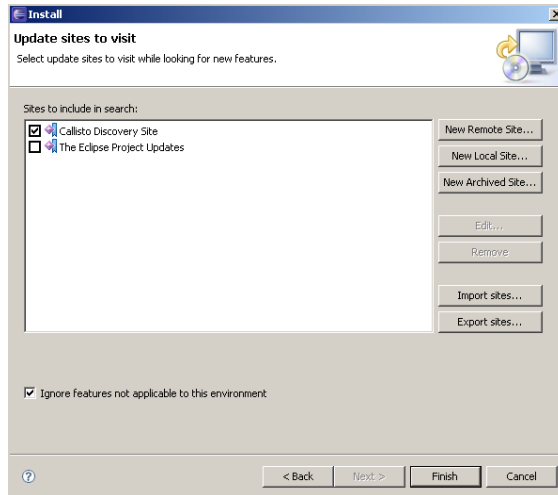 Install
Update sites to visit
Select update sites to visit while looking for new features.
Sites to include in search:
Callisto Discovery Site
The Eclipse Project Updates
New Remote Site...
New Local Site...
New Archived Site...
Edit...
Remove
Import sites...
Export sites...
Ignore features not applicable to this environment
< Back
Next >
Finish
Cancel